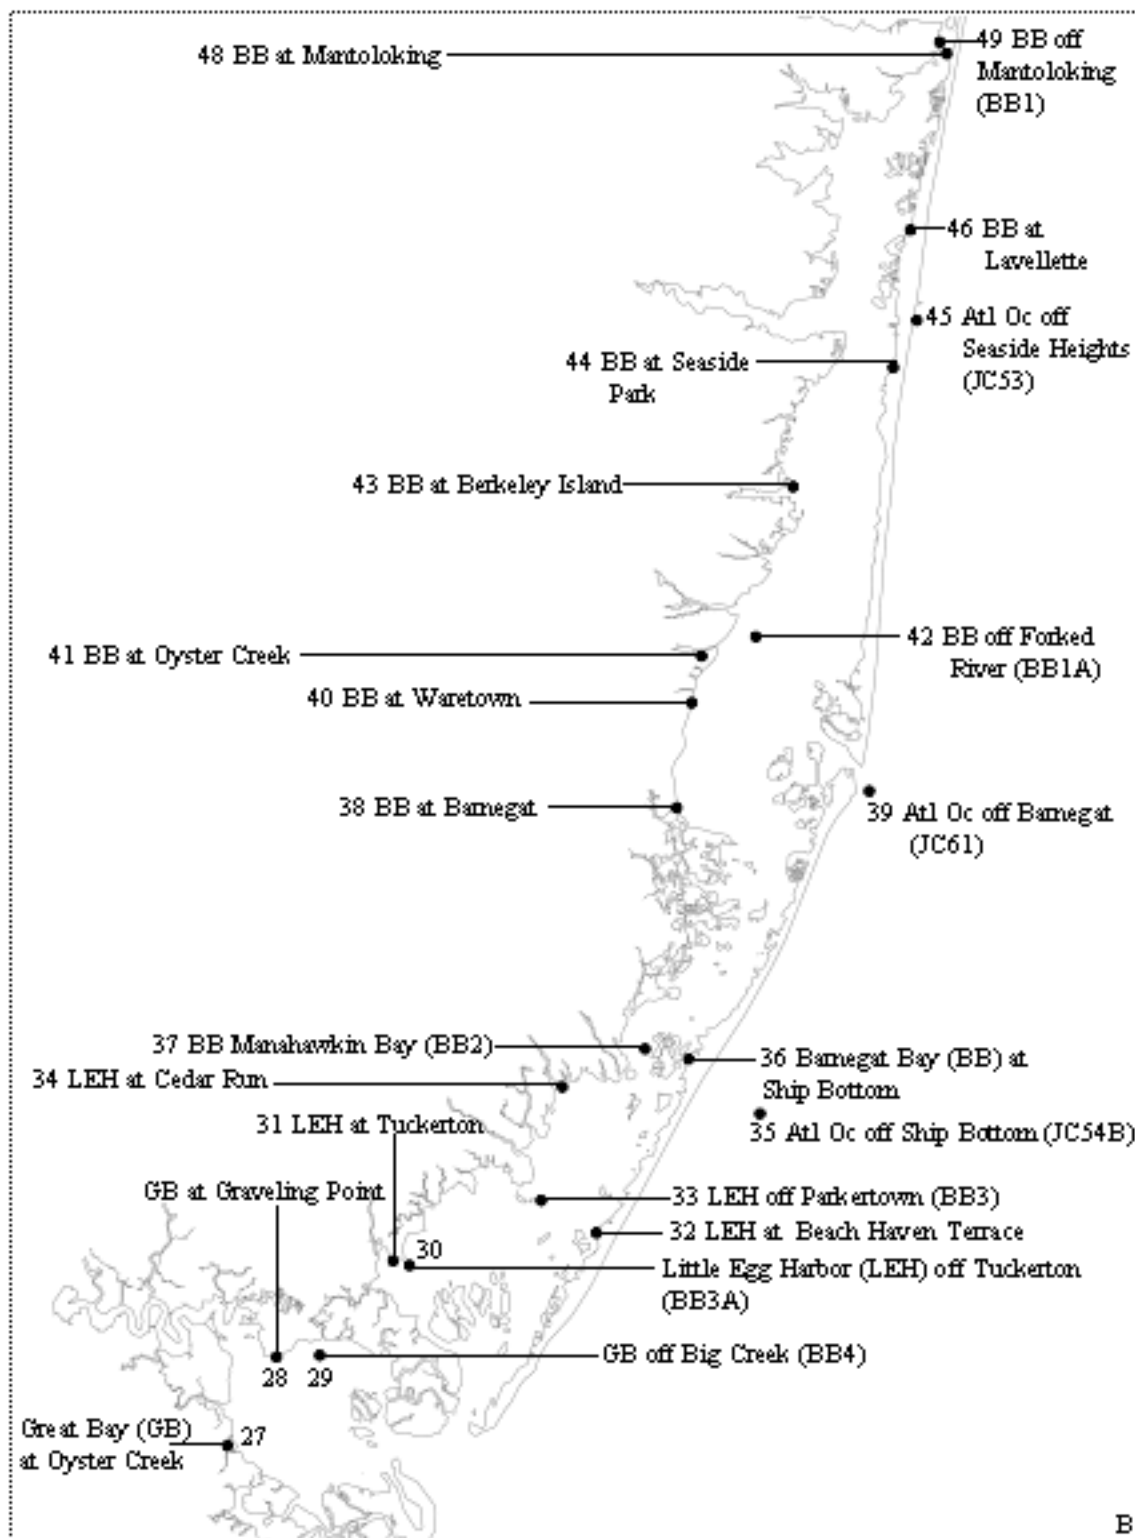 48 BB at Mantoloking
49 BB off
Mantoloking
(BB1)
46 BB at
Lavellette
45 Atl Oc off
Seaside Heights
(JC53)
44 BB at Seaside
Park
43 BB at Berkeley Island
42 BB off Forked
River (BB1A)
41 BB at Oyster Creek
40 BB at Waretown
38 BB at Barnegat
39 Atl Oc off Barnegat
(JC61)
37 BB Manahawkin Bay (BB2)
36 Barnegat Bay (BB) at
Ship Bottom
34 LEH at Cedar Run
35 Atl Oc off Ship Bottom (JC54B)
31 LEH at Tuckerton
GB at Graveling Point
33 LEH off Parkertown (BB3)
32 LEH at Beach Haven Terrace
30
Little Egg Harbor (LEH) off Tuckerton
(BB3A)
GB off Big Creek (BB4)
28 29
Great Bay (GB)
at Oyster Creek
27
B